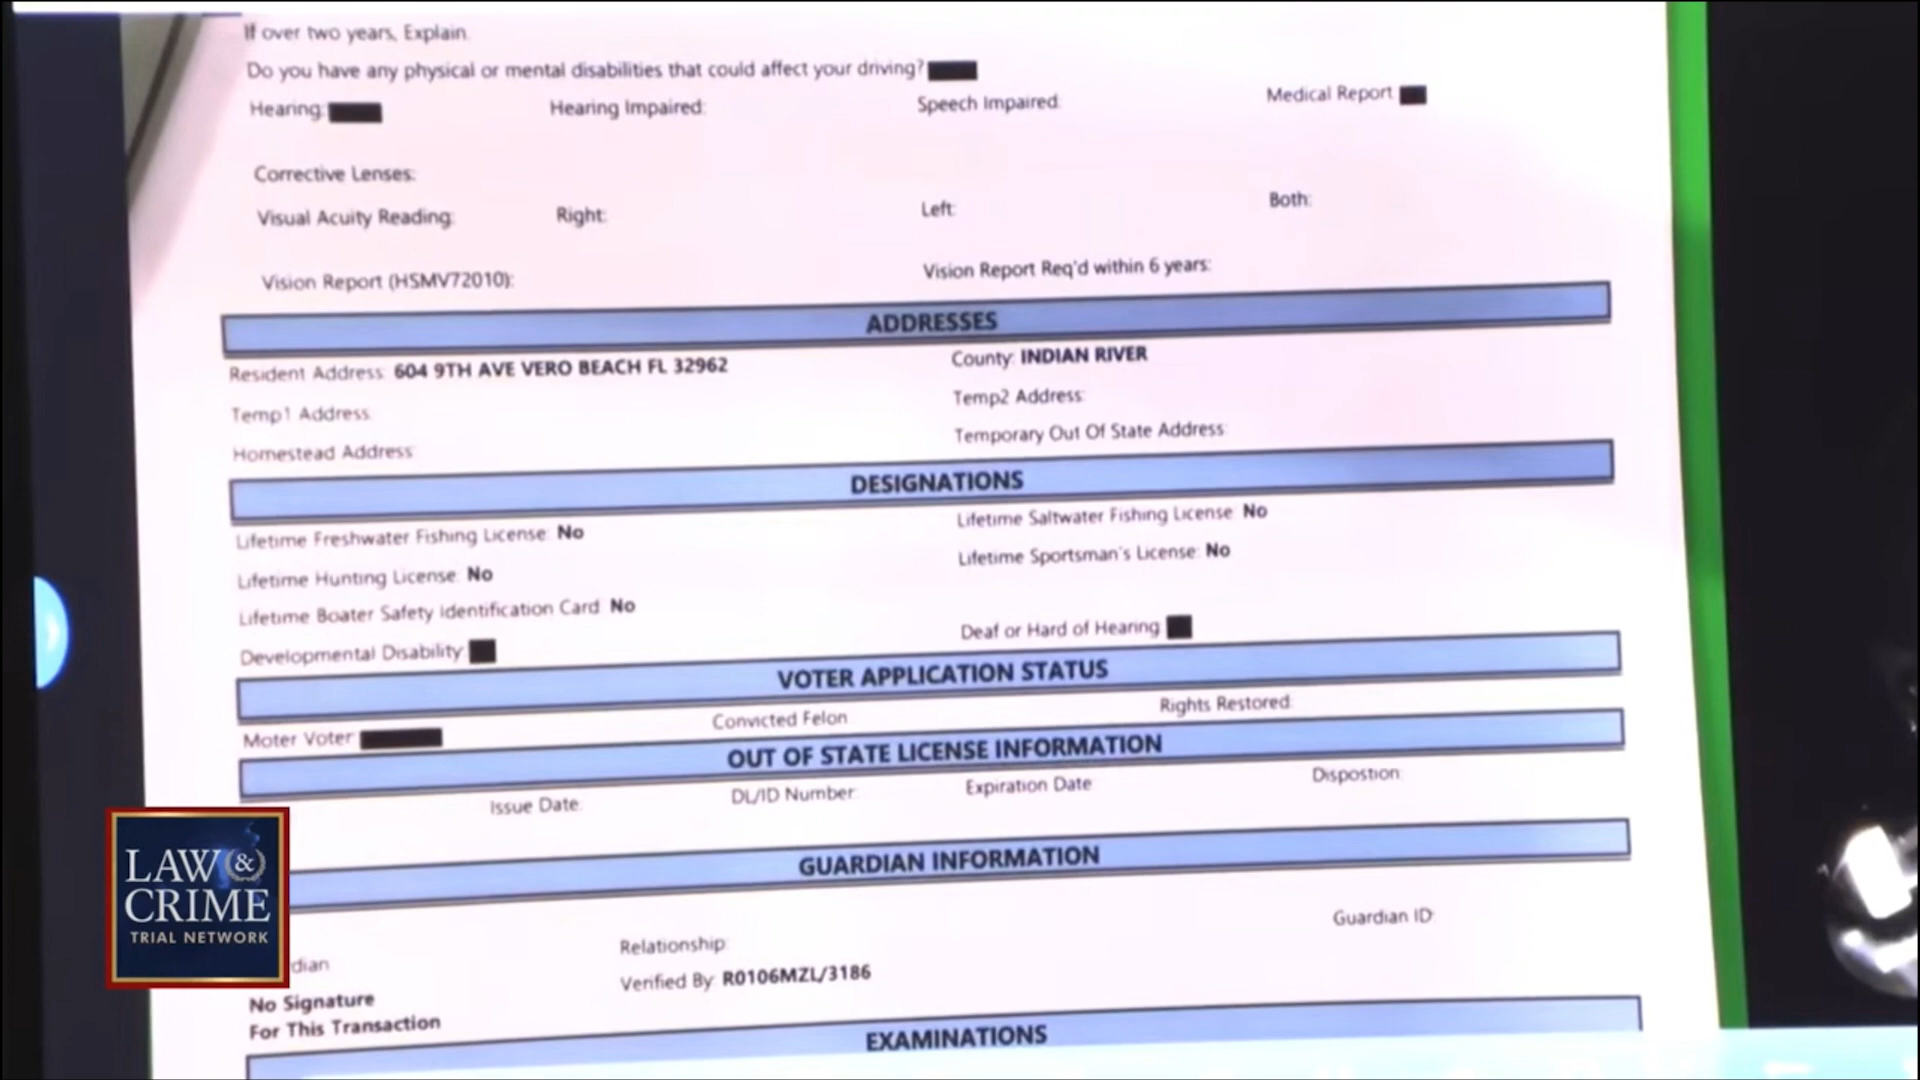 If over two years, Explain.
Do you have any physical or mental disabilities that could affect your driving?
Hearing: Hearing Impaired: Speech Impaired: Medical Report
Corrective Lenses:
Visual Acuity Reading: Right: Left: Both:
Vision Report (HSMV72010): Vision Report Req'd within 6 years:
ADDRESSES
Resident Address: 604 9TH AVE VERO BEACH FL 32962 County: INDIAN RIVER
Temp1 Address: Temp2 Address:
Homestead Address: Temporary Out Of State Address:
DESIGNATIONS
Lifetime Freshwater Fishing License: No Lifetime Saltwater Fishing License: No
Lifetime Hunting License: No Lifetime Sportsman's License: No
Lifetime Boater Safety Identification Card: No
Developmental Disability: Deaf or Hard of Hearing
VOTER APPLICATION STATUS
Moter Voter: Convicted Felon: Rights Restored:
OUT OF STATE LICENSE INFORMATION
Issue Date: DL/ID Number: Expiration Date: Dispostion:
GUARDIAN INFORMATION
dian Relationship: Guardian ID:
No Signature Verified By: R0106MZL/3186
For This Transaction
EXAMINATIONS
LAW &
CRIME
TRIAL NETWORK